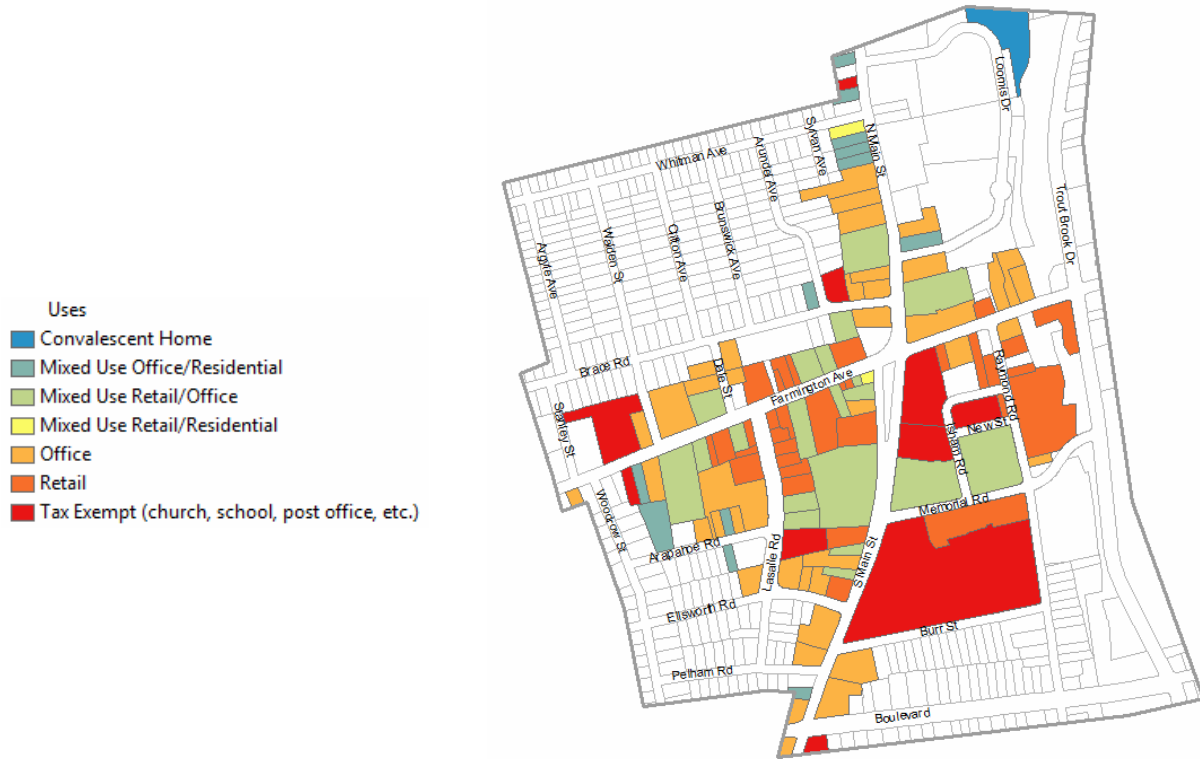 Uses
Convalescent Home
Mixed Use Office/Residential
Mixed Use Retail/Office
Mixed Use Retail/Residential
Office
Retail
Tax Exempt (church, school, post office, etc.)
Loomis Dr
N Main St
Sylvan Ave
Whitman Ave
Arundel Ave
Trout Brook Dr
Brunswick Ave
Clifton Ave
Walden St
Argyle Ave
Brace Rd
Dale St
Farmington Ave
Raymond Rd
Stanley St
New St
Isham Rd
Woodrow St
Memorial Rd
Arapahoe Rd
Lasalle Rd
S Main St
Ellsworth Rd
Burr St
Pelham Rd
Boulevard